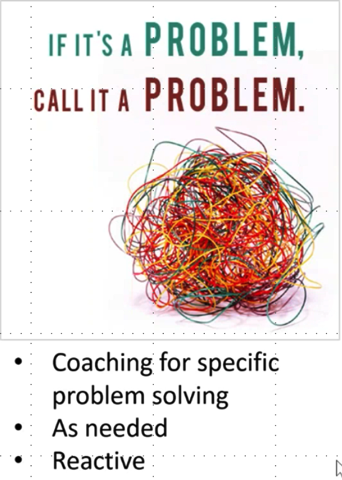 IF IT'S A PROBLEM,
CALL IT A PROBLEM.
• Coaching for specific
problem solving
• As needed
• Reactive